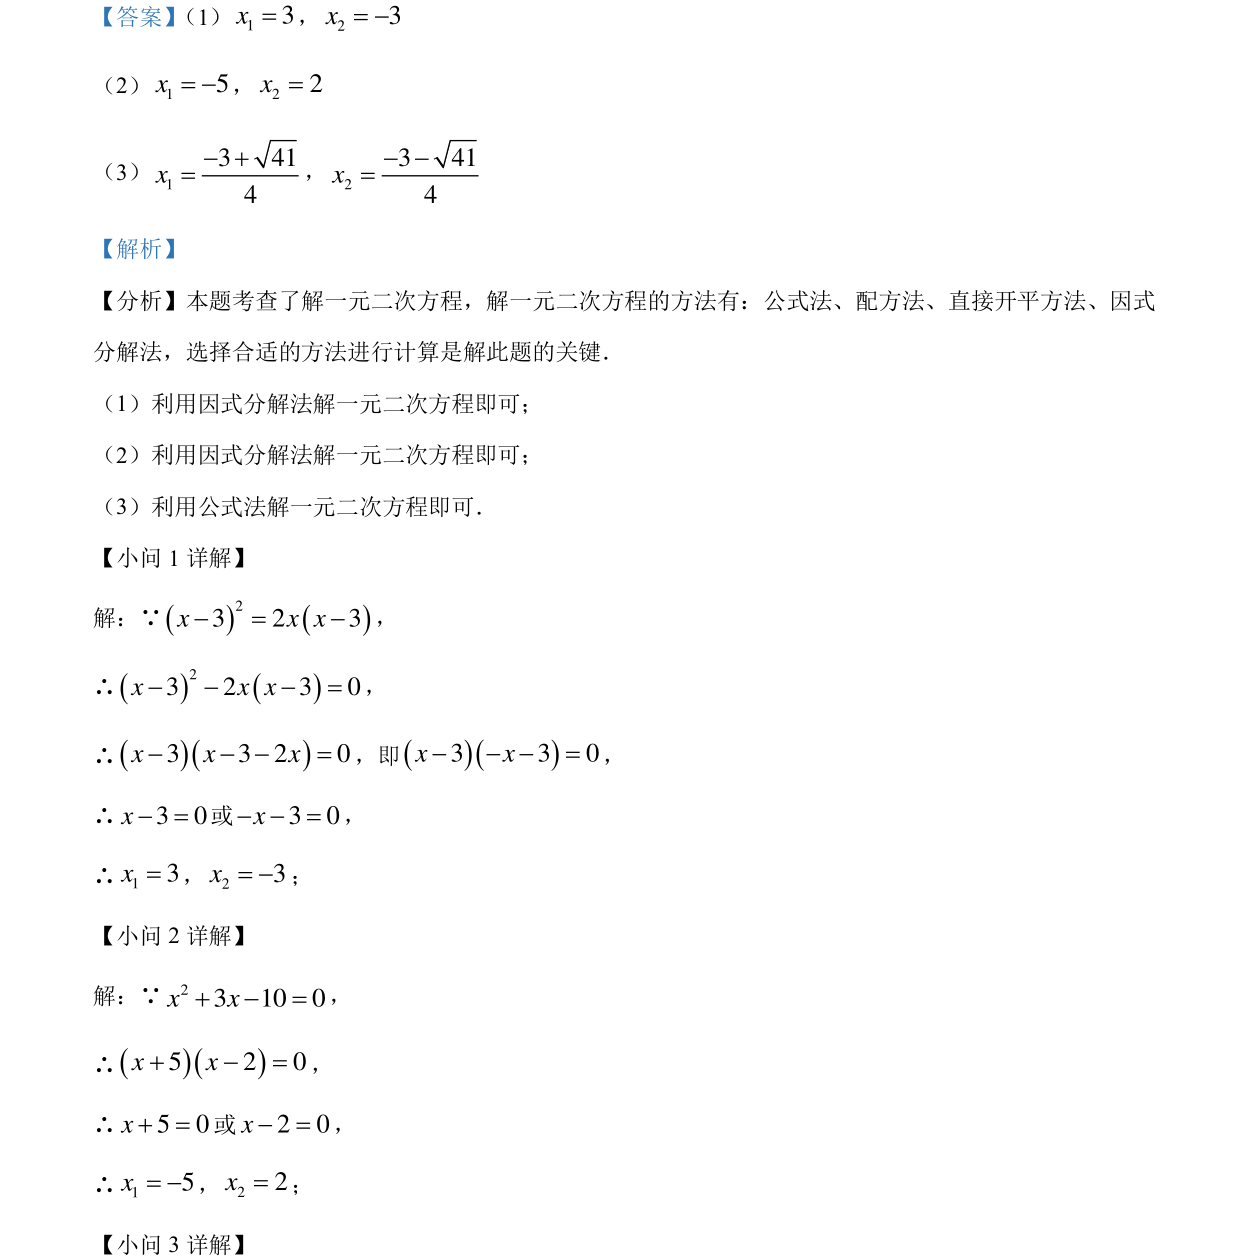 【答案】（1）x₁ = 3，x₂ = −3
（2）x₁ = −5，x₂ = 2
（3）x₁ = (−3+√41)/4，x₂ = (−3−√41)/4
【解析】
【分析】本题考查了解一元二次方程，解一元二次方程的方法有：公式法、配方法、直接开平方法、因式
分解法，选择合适的方法进行计算是解此题的关键．
（1）利用因式分解法解一元二次方程即可；
（2）利用因式分解法解一元二次方程即可；
（3）利用公式法解一元二次方程即可．
【小问 1 详解】
解：∵(x−3)² = 2x(x−3)，
∴(x−3)² − 2x(x−3) = 0，
∴(x−3)(x−3−2x) = 0，即(x−3)(−x−3) = 0，
∴x−3 = 0或−x−3 = 0，
∴x₁ = 3，x₂ = −3；
【小问 2 详解】
解：∵x² + 3x − 10 = 0，
∴(x+5)(x−2) = 0，
∴x+5 = 0或x−2 = 0，
∴x₁ = −5，x₂ = 2；
【小问 3 详解】